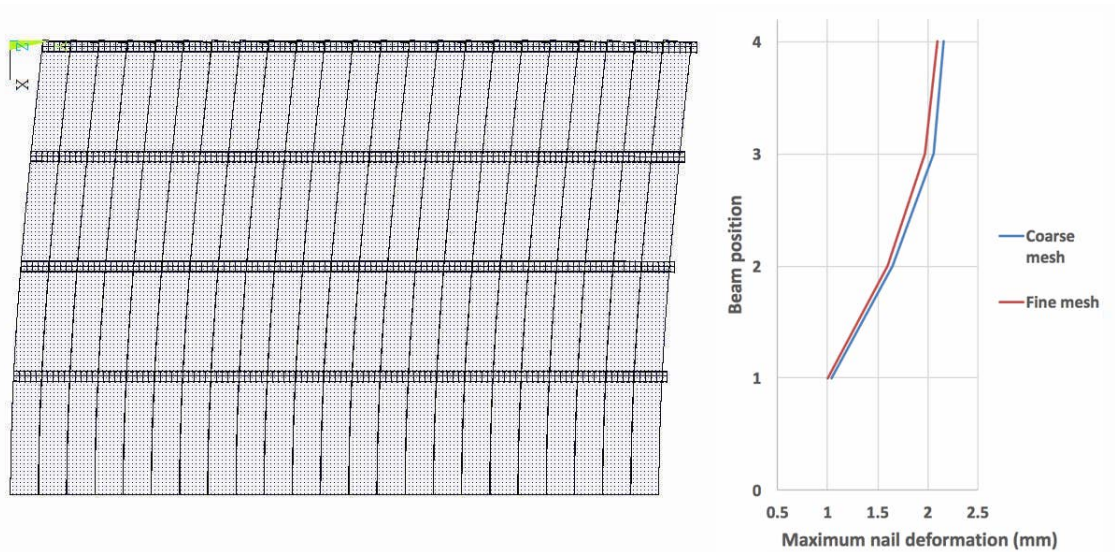 Z
X
4
3
2
1
0
Beam position
0.5 1 1.5 2 2.5
Maximum nail deformation (mm)
Coarse
mesh
Fine mesh